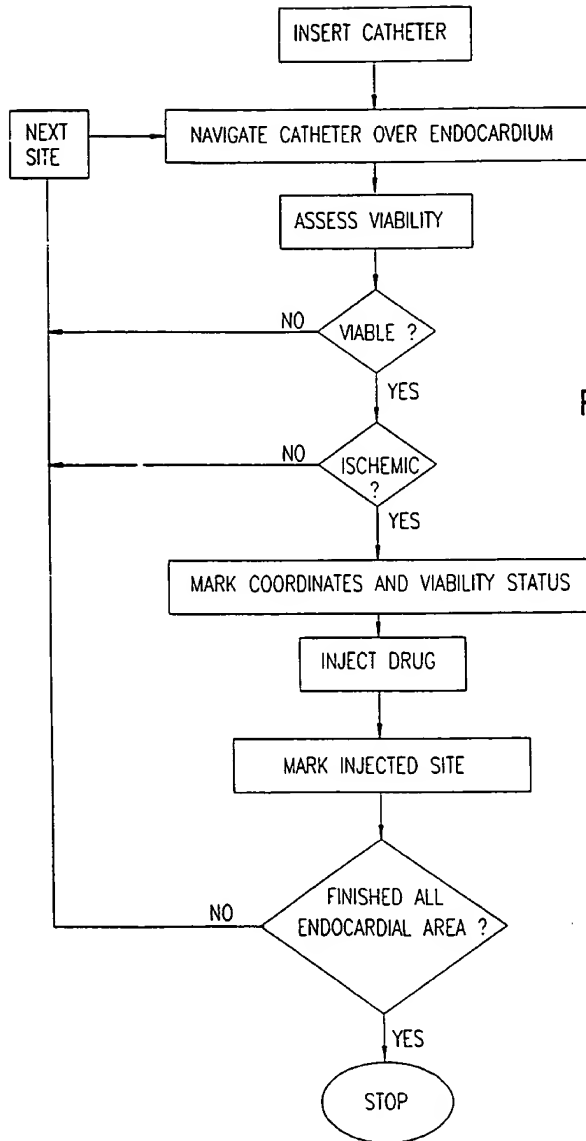 INSERT CATHETER
NEXT
SITE
NAVIGATE CATHETER OVER ENDOCARDIUM
ASSESS VIABILITY
NO
VIABLE ?
YES
F
NO
ISCHEMIC
?
YES
MARK COORDINATES AND VIABILITY STATUS
INJECT DRUG
MARK INJECTED SITE
FINISHED ALL
NO
ENDOCARDIAL AREA ?
YES
STOP